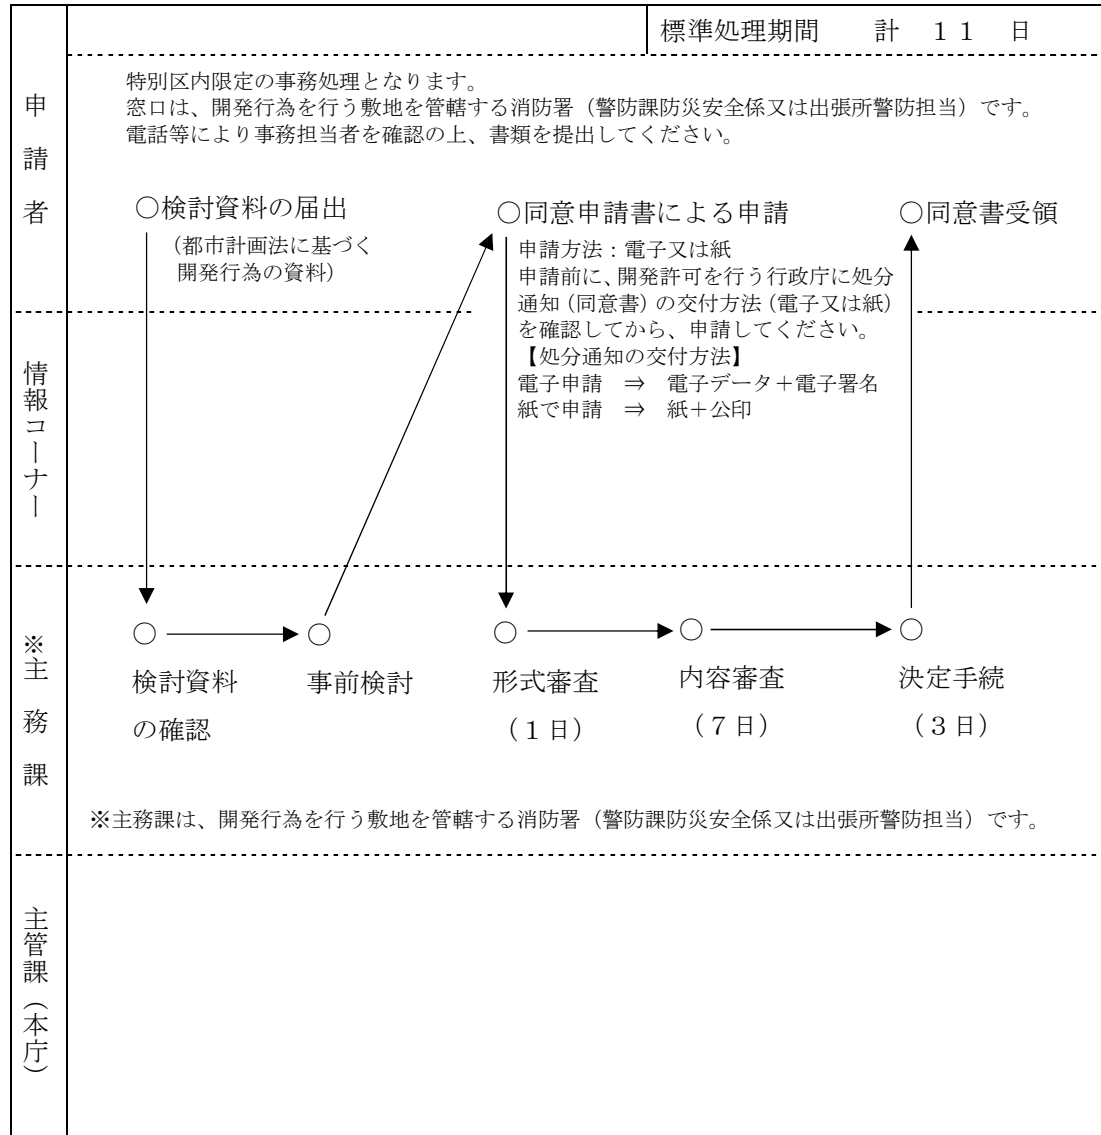 標準処理期間　計　１１　日
申請者
特別区内限定の事務処理となります。
窓口は、開発行為を行う敷地を管轄する消防署（警防課防災安全係又は出張所警防担当）です。
電話等により事務担当者を確認の上、書類を提出してください。
○検討資料の届出
（都市計画法に基づく
開発行為の資料）
○同意申請書による申請
申請方法：電子又は紙
申請前に、開発許可を行う行政庁に処分
通知（同意書）の交付方法（電子又は紙）
を確認してから、申請してください。
【処分通知の交付方法】
電子申請　⇒　電子データ＋電子署名
紙で申請　⇒　紙＋公印
○同意書受領
情報コーナー
※主務課
○
検討資料
の確認
○
事前検討
○
形式審査
（１日）
○
内容審査
（７日）
○
決定手続
（３日）
※主務課は、開発行為を行う敷地を管轄する消防署（警防課防災安全係又は出張所警防担当）です。
主管課（本庁）